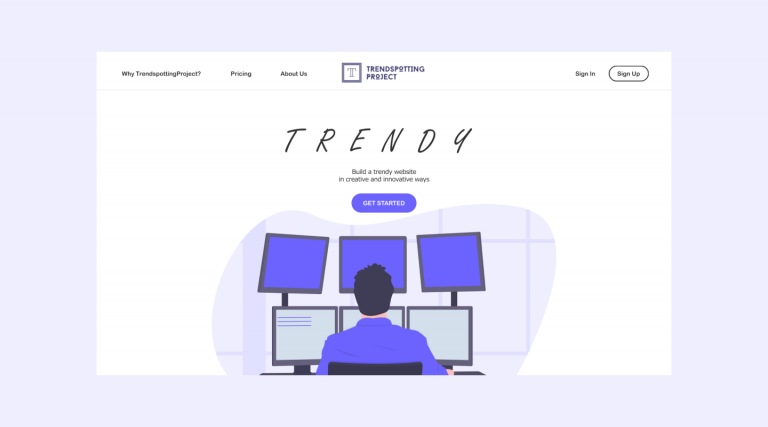 Why TrendspottingProject?
Pricing
About Us
T
TRENDSPOTTING
PROJECT
Sign In
Sign Up
TRENDY
Build a trendy website
in creative and innovative ways
GET STARTED